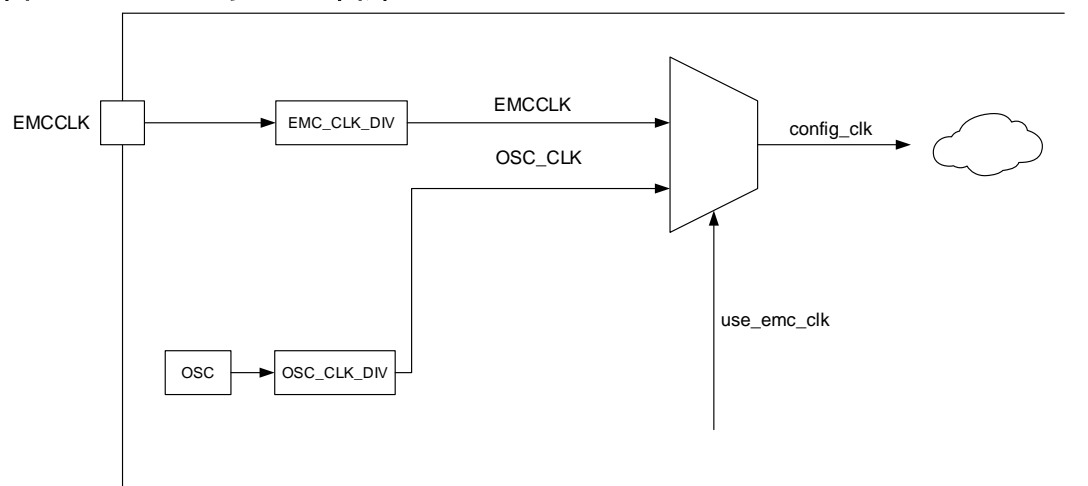 EMCCLK
EMC_CLK_DIV
EMCCLK
config_clk
OSC_CLK
use_emc_clk
OSC
OSC_CLK_DIV